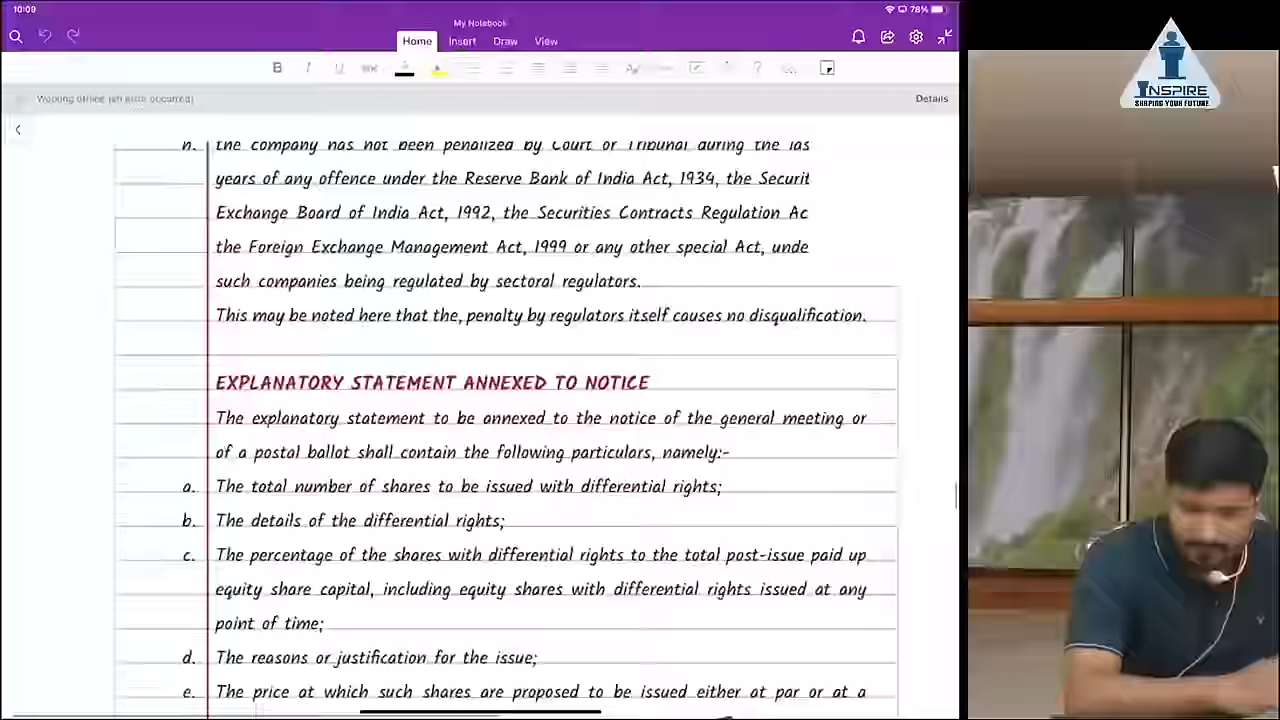 10:09
78%
My Notebook
Home Insert Draw View
B I U
Working offline (an error occurred)
Details
n. the company has not been penalized by Court or Tribunal during the las
years of any offence under the Reserve Bank of India Act, 1934, the Securit
Exchange Board of India Act, 1992, the Securities Contracts Regulation Ac
the Foreign Exchange Management Act, 1999 or any other special Act, unde
such companies being regulated by sectoral regulators.
This may be noted here that the, penalty by regulators itself causes no disqualification.
EXPLANATORY STATEMENT ANNEXED TO NOTICE
The explanatory statement to be annexed to the notice of the general meeting or
of a postal ballot shall contain the following particulars, namely:-
a. The total number of shares to be issued with differential rights;
b. The details of the differential rights;
c. The percentage of the shares with differential rights to the total post-issue paid up
equity share capital, including equity shares with differential rights issued at any
point of time;
d. The reasons or justification for the issue;
e. The price at which such shares are proposed to be issued either at par or at a
INSPIRE
SHAPING YOUR FUTURE